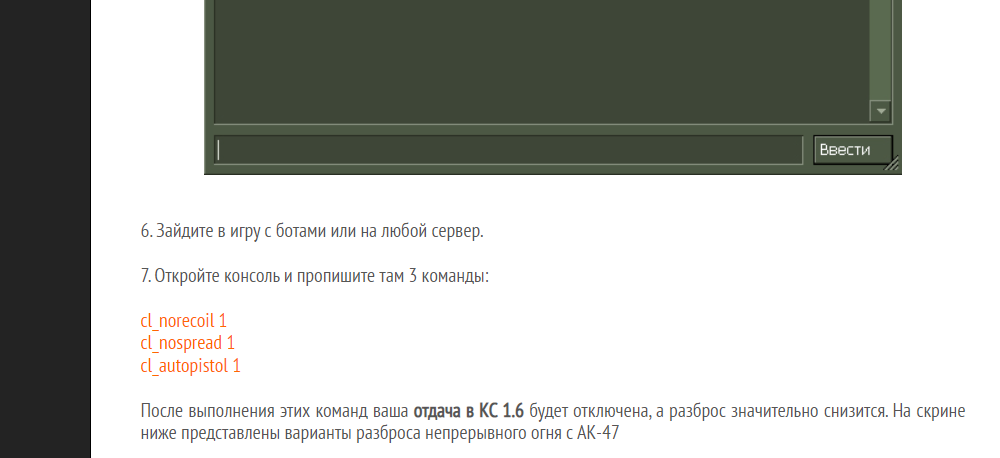 Ввести
6. Зайдите в игру с ботами или на любой сервер.
7. Откройте консоль и пропишите там 3 команды:
cl_norecoil 1
cl_nospread 1
cl_autopistol 1
После выполнения этих команд ваша отдача в КС 1.6 будет отключена, а разброс значительно снизится. На скрине
ниже представлены варианты разброса непрерывного огня с АК-47